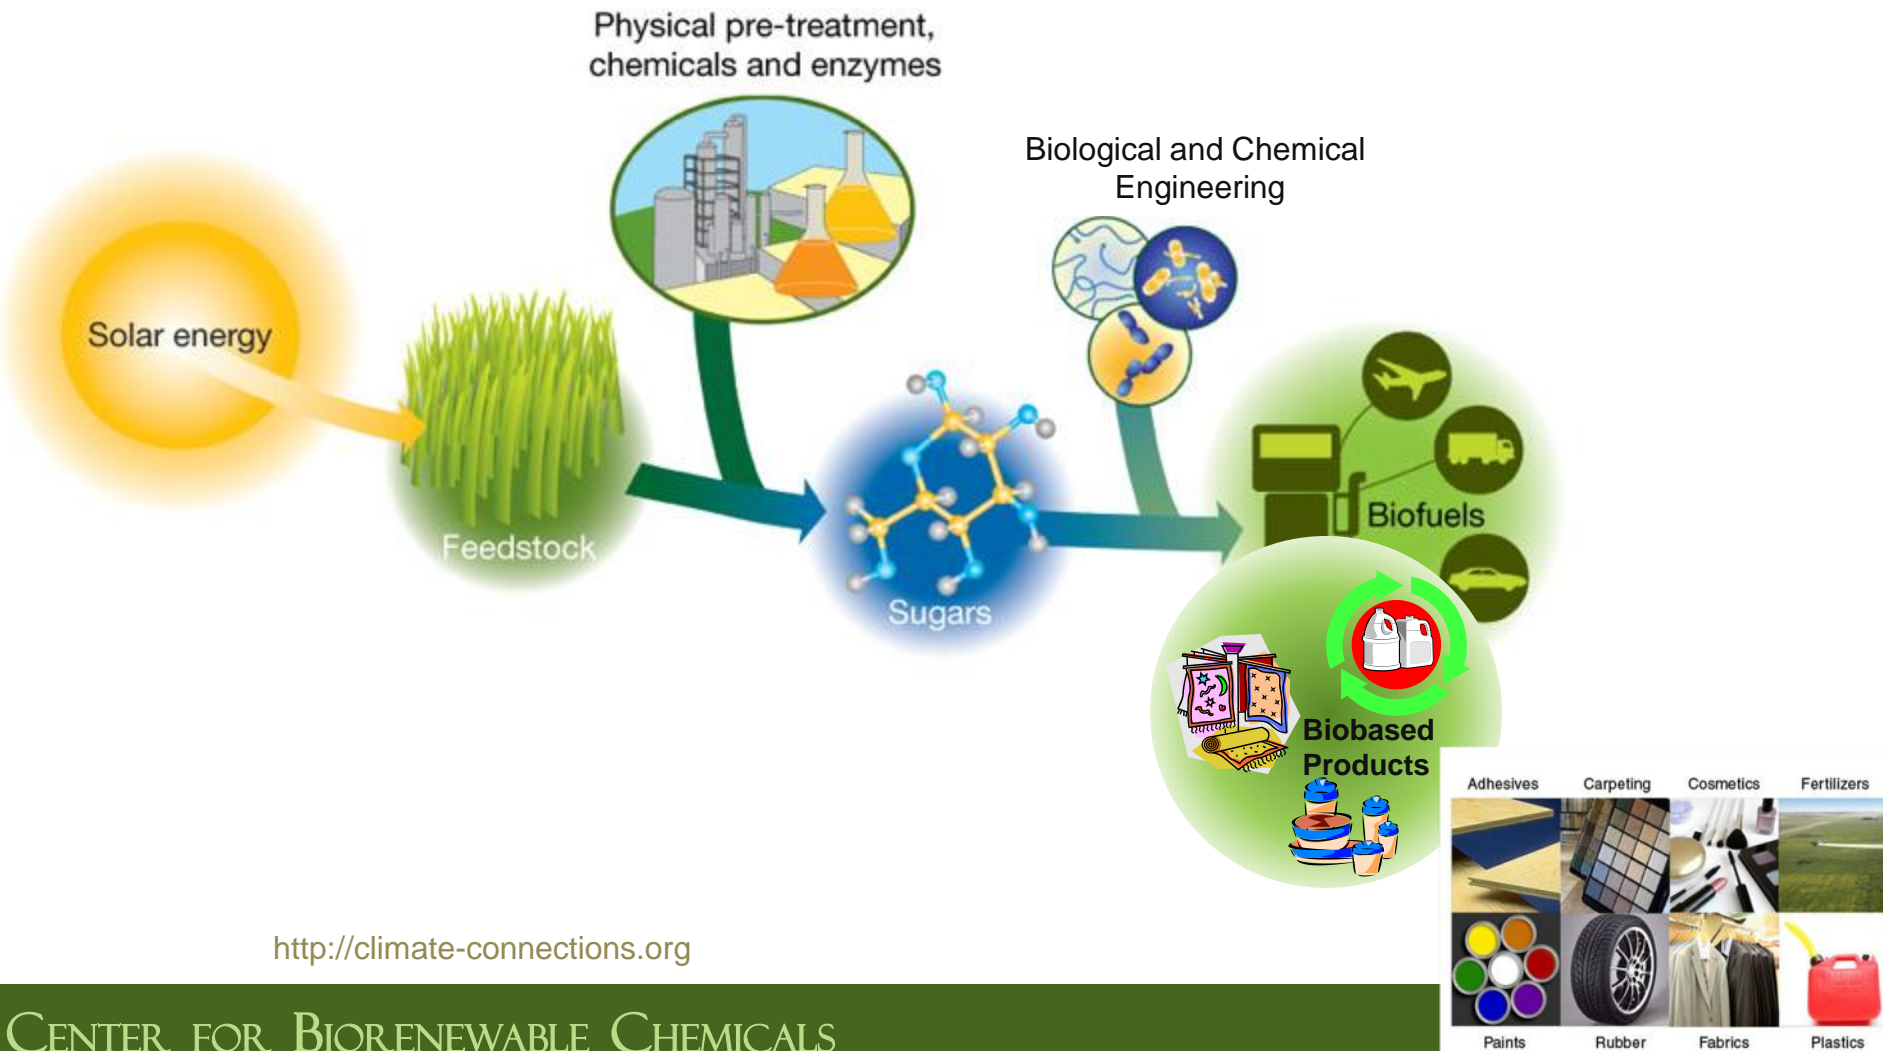 Physical pre-treatment,
chemicals and enzymes
Biological and Chemical
Engineering
Solar energy
Feedstock
Sugars
Biofuels
Biobased
Products
Adhesives Carpeting Cosmetics Fertilizers
Paints Rubber Fabrics Plastics
http://climate-connections.org
CENTER FOR BIORENEWABLE CHEMICALS